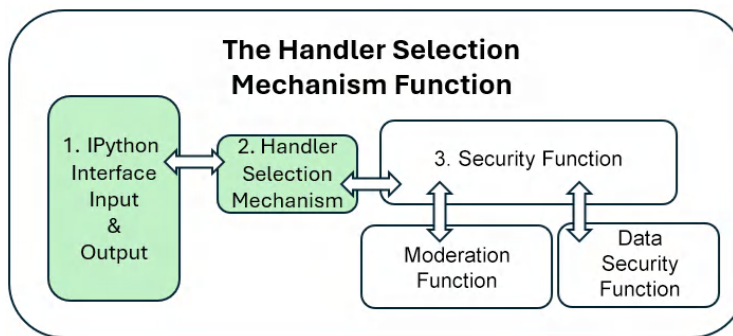 The Handler Selection
Mechanism Function
1. IPython
Interface
Input
&
Output
2. Handler
Selection
Mechanism
3. Security Function
Moderation
Function
Data
Security
Function